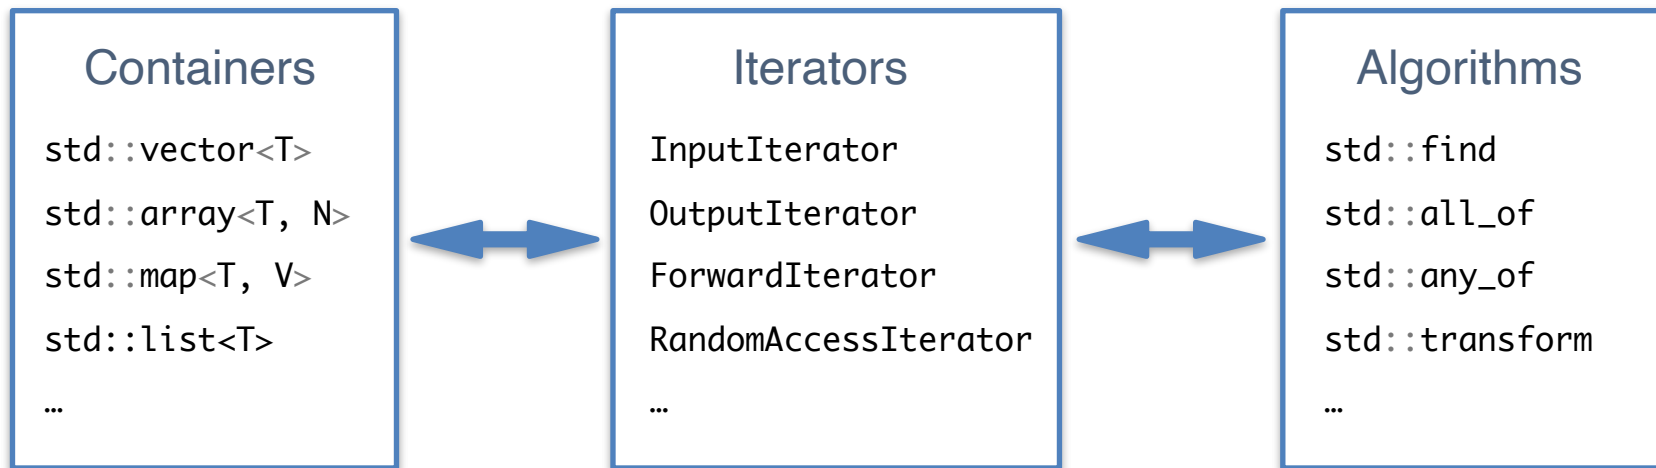 Containers
std::vector<T>
std::array<T, N>
std::map<T, V>
std::list<T>
…
Iterators
InputIterator
OutputIterator
ForwardIterator
RandomAccessIterator
…
Algorithms
std::find
std::all_of
std::any_of
std::transform
…